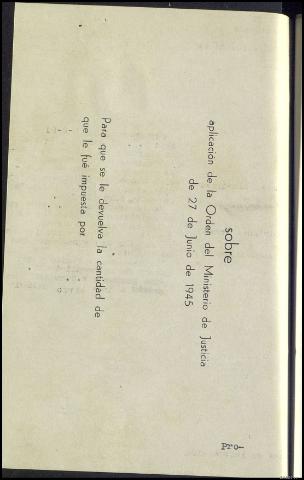 sobre
aplicación de la Orden del Ministerio de Justicia
de 27 de Junio de 1945
Para que se le devuelva la cantidad de
que le fué impuesta por
pro-